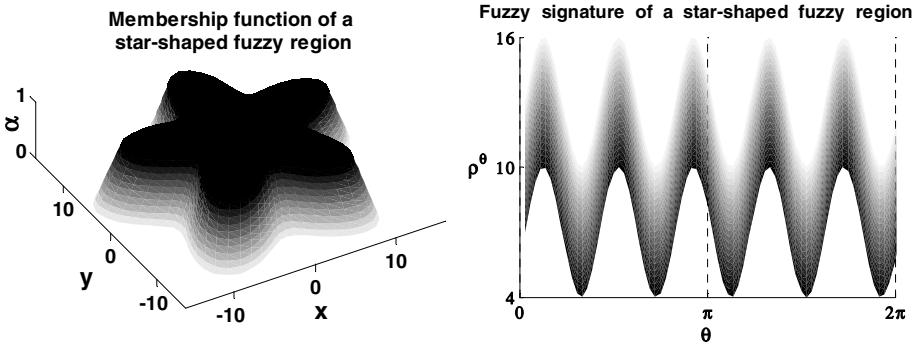 Membership function of a
star-shaped fuzzy region
1
α
0
10
0
-10
y
-10
0
10
x
Fuzzy signature of a star-shaped fuzzy region
16
10
4
ρ^θ
0
π
2π
θ